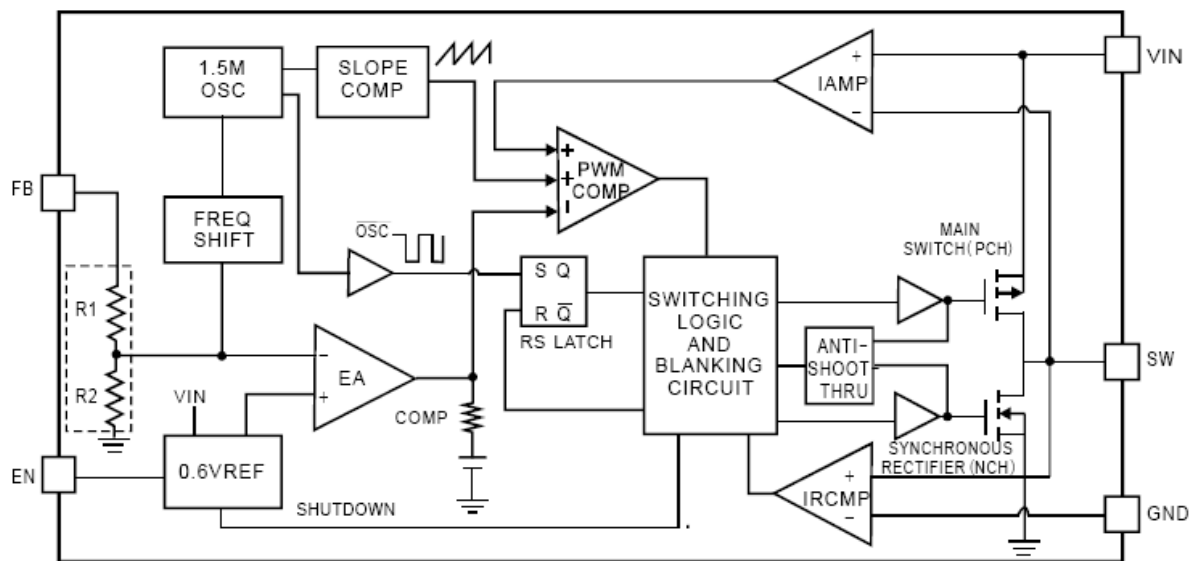 1.5M
OSC
SLOPE
COMP
+
IAMP
−
VIN
FB
FREQ
SHIFT
+
+
−
PWM
COMP
OSC
MAIN
SWITCH(PCH)
R1
R2
S Q
R Q
RS LATCH
SWITCHING
LOGIC
AND
BLANKING
CIRCUIT
ANTI-
SHOOT-
THRU
SW
−
EA
+
VIN
COMP
SYNCHRONOUS
RECTIFIER (NCH)
EN
0.6VREF
SHUTDOWN
+
IRCMP
−
GND